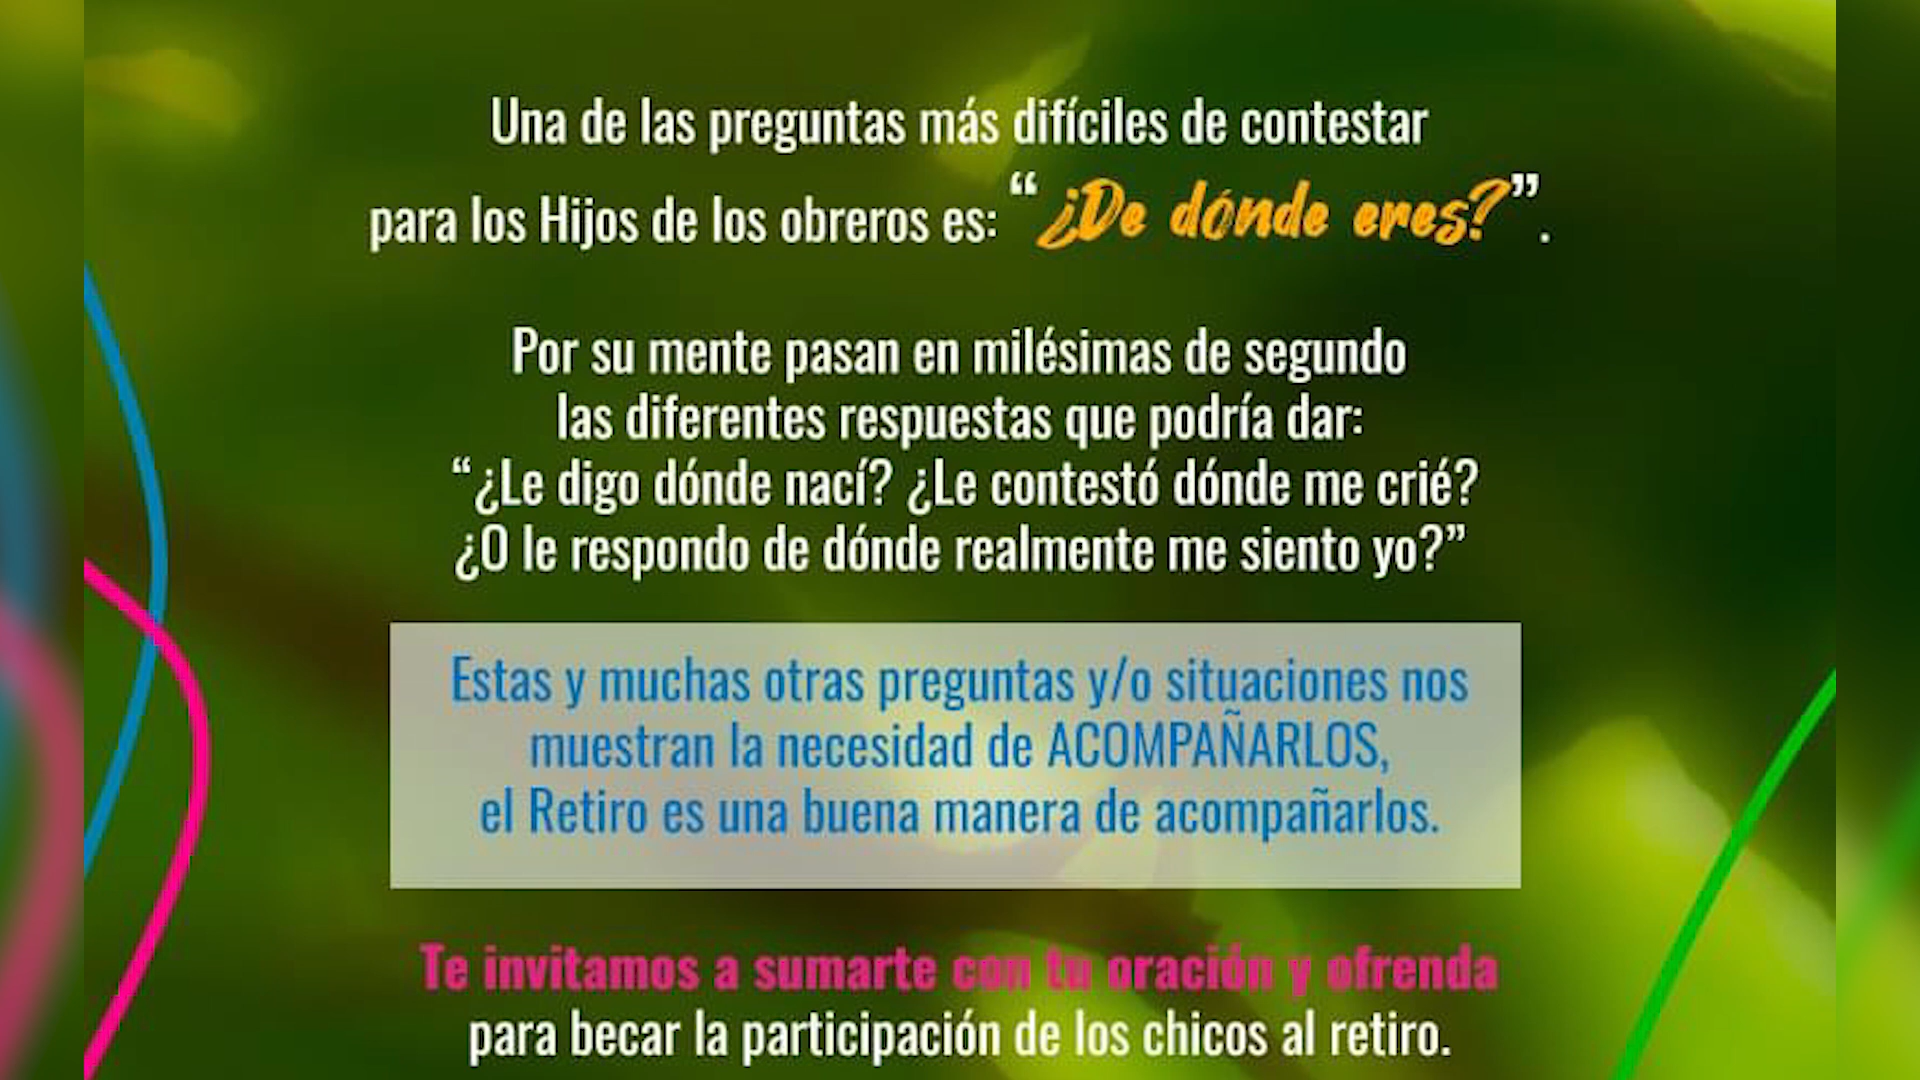 Una de las preguntas más difíciles de contestar
para los Hijos de los obreros es: “¿De dónde eres?”.
Por su mente pasan en milésimas de segundo
las diferentes respuestas que podría dar:
“¿Le digo dónde nací? ¿Le contestó dónde me crié?
¿O le respondo de dónde realmente me siento yo?”
Estas y muchas otras preguntas y/o situaciones nos
muestran la necesidad de ACOMPAÑARLOS,
el Retiro es una buena manera de acompañarlos.
Te invitamos a sumarte con tu oración y ofrenda
para becar la participación de los chicos al retiro.